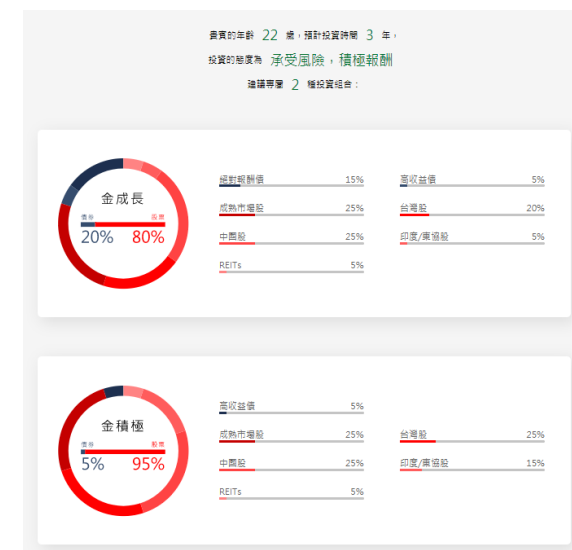 貴賓的年齡 22 歲，預計投資時間 3 年，
投資的態度為 承受風險，積極報酬
建議專屬 2 種投資組合：
金成長
債券 股票
20% 80%
絕對報酬債 15%
高收益債 5%
成熟市場股 25%
台灣股 20%
中國股 25%
印度/東協股 5%
REITs 5%
金積極
債券 股票
5% 95%
高收益債 5%
成熟市場股 25%
台灣股 25%
中國股 25%
印度/東協股 15%
REITs 5%